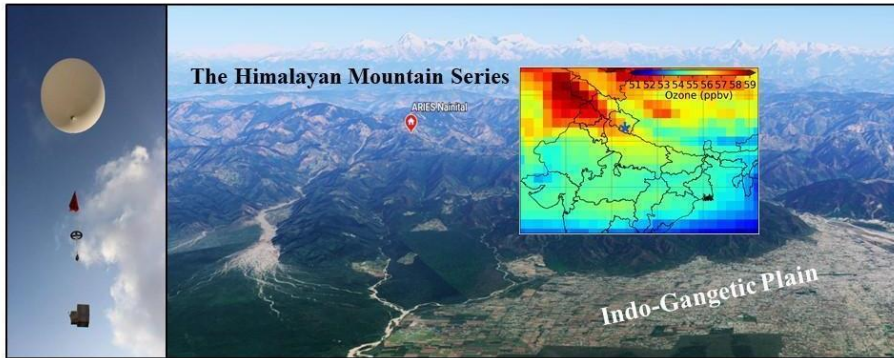 The Himalayan Mountain Series
ARIES Nainital
51 52 53 54 55 56 57 58 59
Ozone (ppbv)
Indo-Gangetic Plain